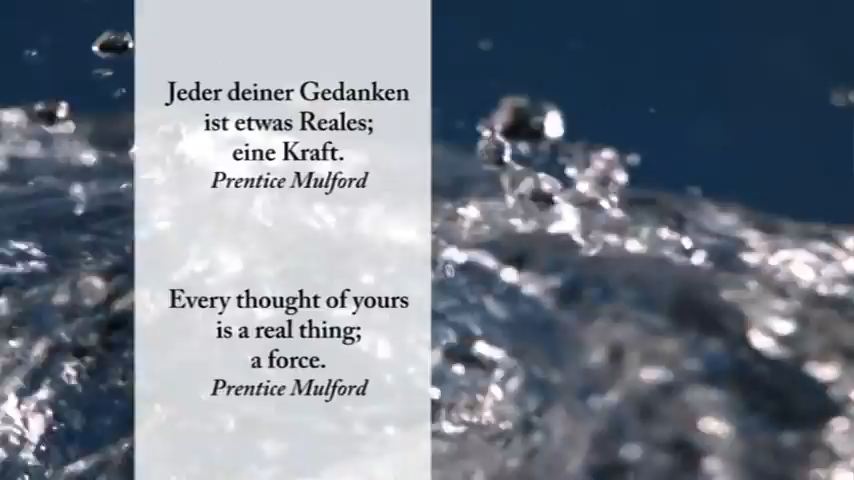 Jeder deiner Gedanken
ist etwas Reales;
eine Kraft.
Prentice Mulford
Every thought of yours
is a real thing;
a force.
Prentice Mulford